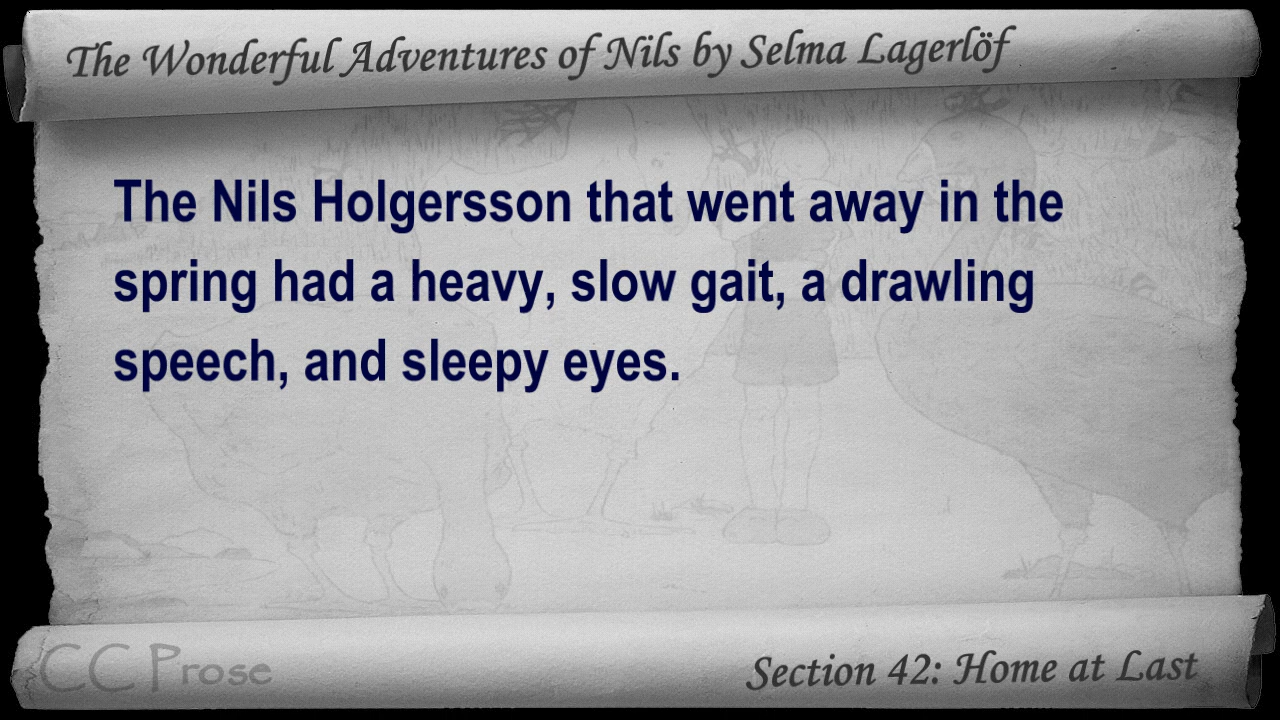 The Wonderful Adventures of Nils by Selma Lagerlöf
The Nils Holgersson that went away in the
spring had a heavy, slow gait, a drawling
speech, and sleepy eyes.
CC Prose
Section 42: Home at Last